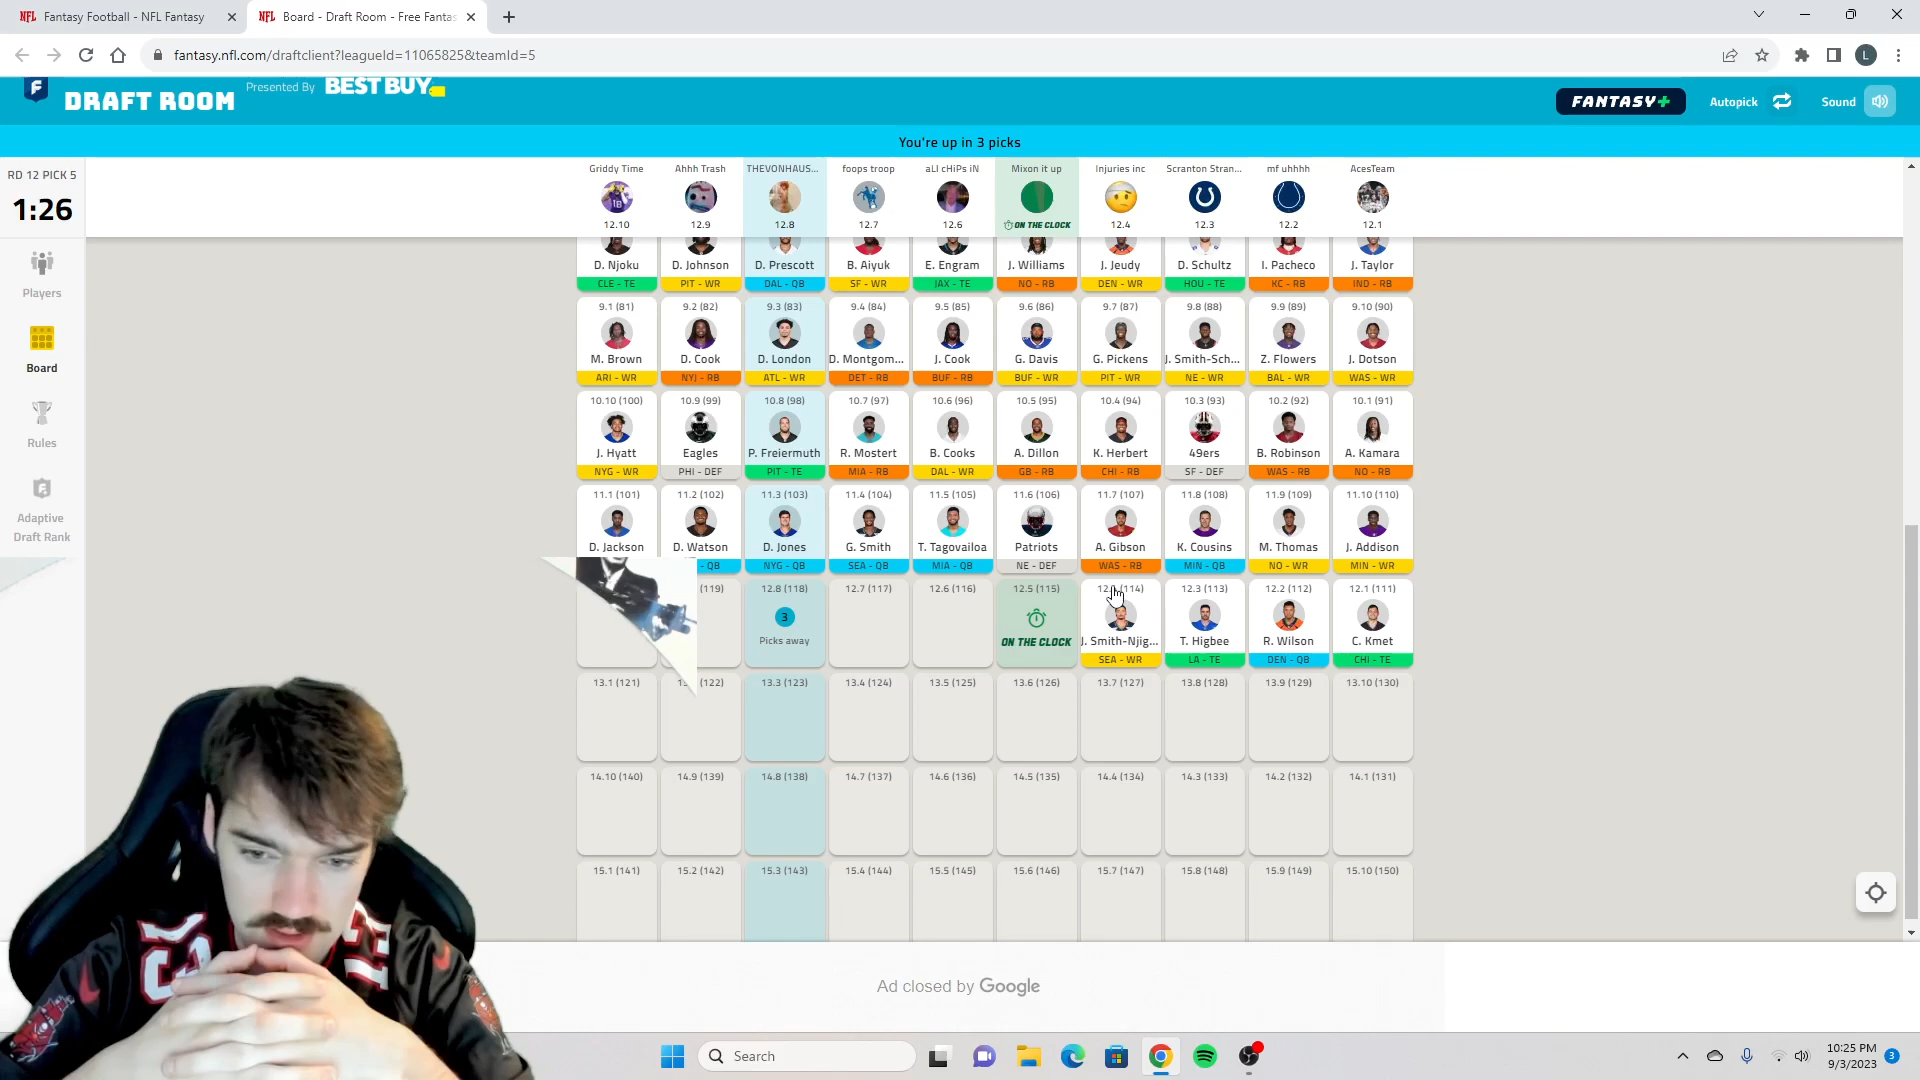 Fantasy Football - NFL Fantasy
Board - Draft Room - Free Fantas
fantasy.nfl.com/draftclient?leagueId=11065825&teamId=5
L
F DRAFT ROOM Presented By BEST BUY
FANTASY+ Autopick Sound
You're up in 3 picks
RD 12 PICK 5
1:26
Players
Board
Rules
Adaptive
Draft Rank
Griddy Time Ahhh Trash THEVONHAUS... foops troop aLl cHiPs iN Mixon it up Injuries inc Scranton Stran... mf uhhhh AcesTeam
12.10 12.9 12.8 12.7 12.6 ON THE CLOCK 12.4 12.3 12.2 12.1
D. Njoku D. Johnson D. Prescott B. Aiyuk E. Engram J. Williams J. Jeudy D. Schultz I. Pacheco J. Taylor
CLE - TE PIT - WR DAL - QB SF - WR JAX - TE NO - RB DEN - WR HOU - TE KC - RB IND - RB
9.1 (81) 9.2 (82) 9.3 (83) 9.4 (84) 9.5 (85) 9.6 (86) 9.7 (87) 9.8 (88) 9.9 (89) 9.10 (90)
M. Brown D. Cook D. London D. Montgom... J. Cook G. Davis G. Pickens J. Smith-Sch... Z. Flowers J. Dotson
ARI - WR NYJ - RB ATL - WR DET - RB BUF - RB BUF - WR PIT - WR NE - WR BAL - WR WAS - WR
10.10 (100) 10.9 (99) 10.8 (98) 10.7 (97) 10.6 (96) 10.5 (95) 10.4 (94) 10.3 (93) 10.2 (92) 10.1 (91)
J. Hyatt Eagles P. Freiermuth R. Mostert B. Cooks A. Dillon K. Herbert 49ers B. Robinson A. Kamara
NYG - WR PHI - DEF PIT - TE MIA - RB DAL - WR GB - RB CHI - RB SF - DEF WAS - RB NO - RB
11.1 (101) 11.2 (102) 11.3 (103) 11.4 (104) 11.5 (105) 11.6 (106) 11.7 (107) 11.8 (108) 11.9 (109) 11.10 (110)
D. Jackson D. Watson D. Jones G. Smith T. Tagovailoa Patriots A. Gibson K. Cousins M. Thomas J. Addison
- QB NYG - QB SEA - QB MIA - QB NE - DEF WAS - RB MIN - QB NO - WR MIN - WR
(119) 12.8 (118) 12.7 (117) 12.6 (116) 12.5 (115) (114) 12.3 (113) 12.2 (112) 12.1 (111)
3 Picks away ON THE CLOCK J. Smith-Njig... T. Higbee R. Wilson C. Kmet
SEA - WR LA - TE DEN - QB CHI - TE
13.1 (121) (122) 13.3 (123) 13.4 (124) 13.5 (125) 13.6 (126) 13.7 (127) 13.8 (128) 13.9 (129) 13.10 (130)
14.10 (140) 14.9 (139) 14.8 (138) 14.7 (137) 14.6 (136) 14.5 (135) 14.4 (134) 14.3 (133) 14.2 (132) 14.1 (131)
15.1 (141) 15.2 (142) 15.3 (143) 15.4 (144) 15.5 (145) 15.6 (146) 15.7 (147) 15.8 (148) 15.9 (149) 15.10 (150)
Ad closed by Google
Search
10:25 PM
9/3/2023
3